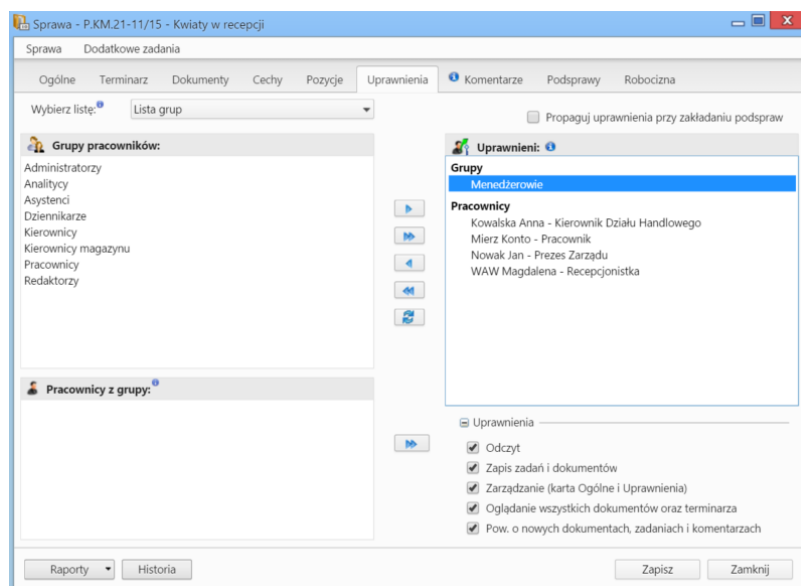 Sprawa - P.KM.21-11/15 - Kwiaty w recepcji
Sprawa Dodatkowe zadania
Ogólne Terminarz Dokumenty Cechy Pozycje Uprawnienia Komentarze Podsprawy Robocizna
Wybierz listę: Lista grup
Propaguj uprawnienia przy zakładaniu podspraw
Grupy pracowników:
Administratorzy
Analitycy
Asystenci
Dziennikarze
Kierownicy
Kierownicy magazynu
Pracownicy
Redaktorzy
Pracownicy z grupy:
Uprawnieni:
Grupy
Menedżerowie
Pracownicy
Kowalska Anna - Kierownik Działu Handlowego
Mierz Konto - Pracownik
Nowak Jan - Prezes Zarządu
WAW Magdalena - Recepcjonistka
Uprawnienia
Odczyt
Zapis zadań i dokumentów
Zarządzanie (karta Ogólne i Uprawnienia)
Oglądanie wszystkich dokumentów oraz terminarza
Pow. o nowych dokumentach, zadaniach i komentarzach
Raporty Historia Zapisz Zamknij